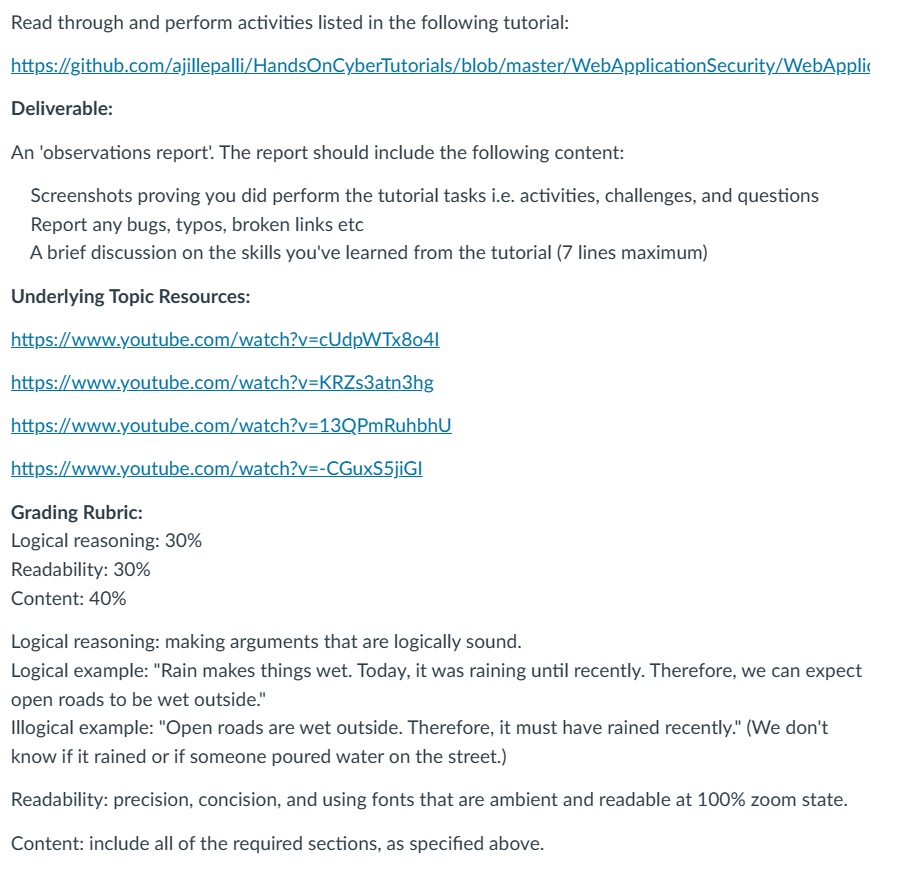 Read through and perform activities listed in the following tutorial:
https://github.com/ajillepalli/HandsOnCyberTutorials/blob/master/WebApplicationSecurity/WebApplic
Deliverable:
An 'observations report'. The report should include the following content:
Screenshots proving you did perform the tutorial tasks i.e. activities, challenges, and questions
Report any bugs, typos, broken links etc
A brief discussion on the skills you've learned from the tutorial (7 lines maximum)
Underlying Topic Resources:
https://www.youtube.com/watch?v=cUdpWTx8o4I
https://www.youtube.com/watch?v=KRZs3atn3hg
https://www.youtube.com/watch?v=13QPmRuhbhU
https://www.youtube.com/watch?v=-CGuxS5jiGI
Grading Rubric:
Logical reasoning: 30%
Readability: 30%
Content: 40%
Logical reasoning: making arguments that are logically sound.
Logical example: "Rain makes things wet. Today, it was raining until recently. Therefore, we can expect
open roads to be wet outside."
Illogical example: "Open roads are wet outside. Therefore, it must have rained recently." (We don't
know if it rained or if someone poured water on the street.)
Readability: precision, concision, and using fonts that are ambient and readable at 100% zoom state.
Content: include all of the required sections, as specified above.